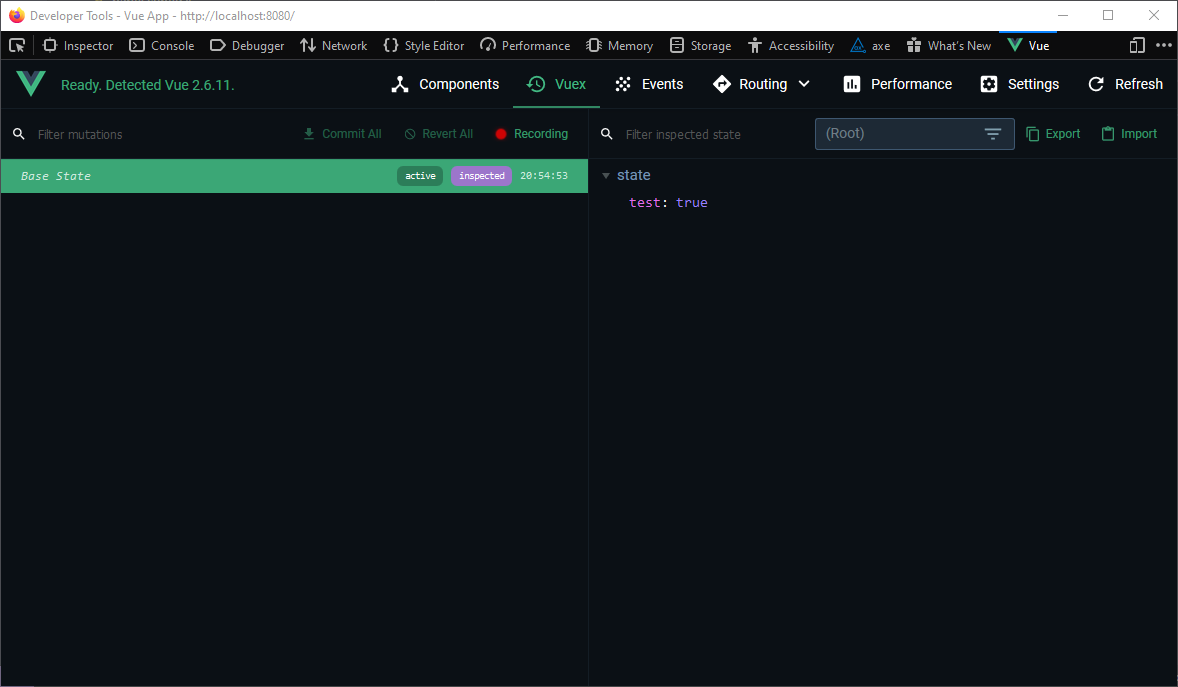 Developer Tools - Vue App - http://localhost:8080/
Inspector Console Debugger Network Style Editor Performance Memory Storage Accessibility axe What's New Vue
Ready. Detected Vue 2.6.11. Components Vuex Events Routing Performance Settings Refresh
Filter mutations Commit All Revert All Recording Filter inspected state (Root) Export Import
Base State active inspected 20:54:53
state
test: true